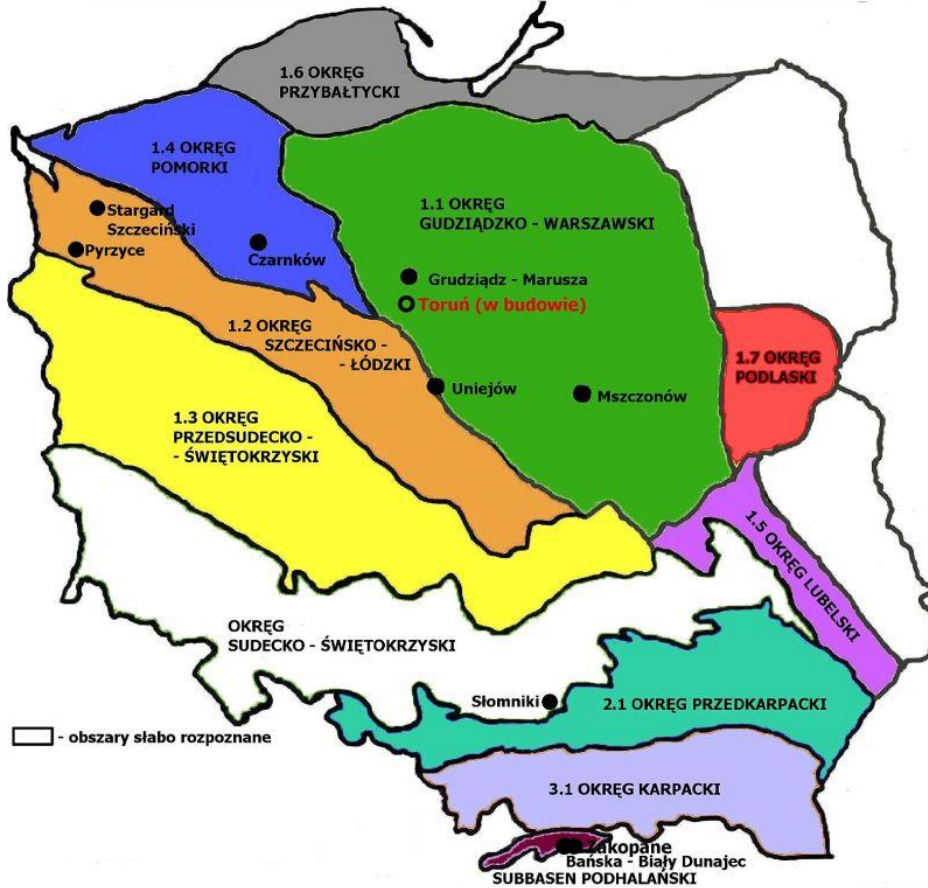 1.6 OKRĘG
PRZYBAŁTYCKI
1.4 OKRĘG
POMORKI
1.1 OKRĘG
GUDZIĄDZKO - WARSZAWSKI
Stargard
Szczeciński
Pyrzyce
Czarnków
Grudziądz - Marusza
Toruń (w budowie)
1.2 OKRĘG
SZCZECIŃSKO -
- ŁÓDZKI
1.7 OKRĘG
PODLASKI
Uniejów
Mszczonów
1.3 OKRĘG
PRZEDSUDECKO -
- ŚWIĘTOKRZYSKI
1.5 OKRĘG LUBELSKI
OKRĘG
SUDECKO - ŚWIĘTOKRZYSKI
Słomniki
2.1 OKRĘG PRZEDKARPACKI
- obszary słabo rozpoznane
3.1 OKRĘG KARPACKI
Zakopane
Bańska - Biały Dunajec
SUBBASEN PODHALAŃSKI